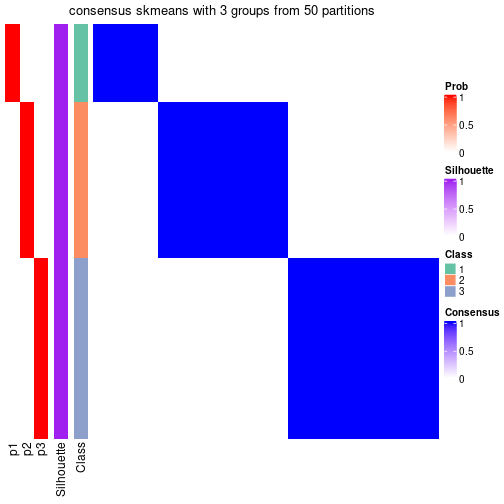 consensus skmeans with 3 groups from 50 partitions
Prob
1
0.5
0
Silhouette
1
0.5
0
Class
1
2
3
Consensus
1
0.5
0
p1
p2
p3
Silhouette
Class